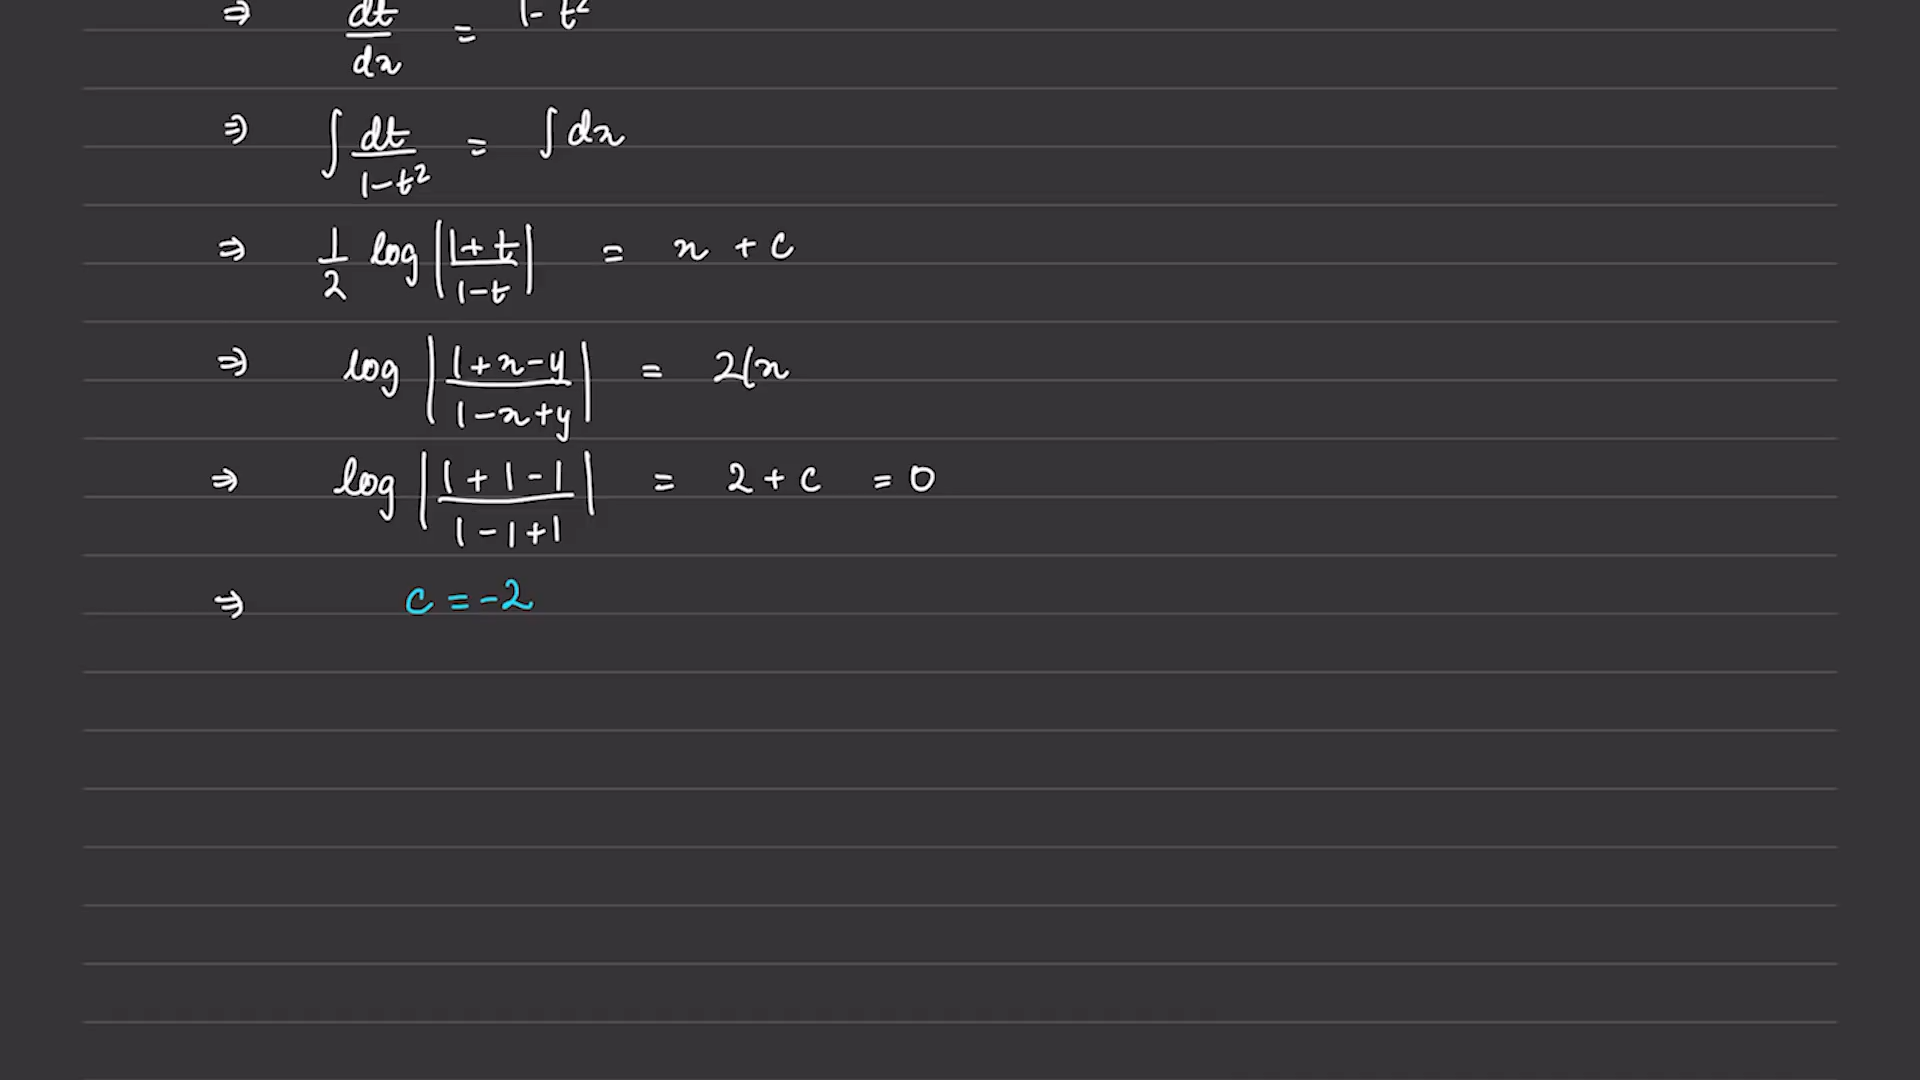 ⇒ dt/dx = 1-t²
⇒ ∫ dt/1-t² = ∫ dx
⇒ 1/2 log |1+t/1-t| = x + c
⇒ log |1+x-y/1-x+y| = 2(x
⇒ log |1+1-1/1-1+1| = 2 + c = 0
⇒ c = -2